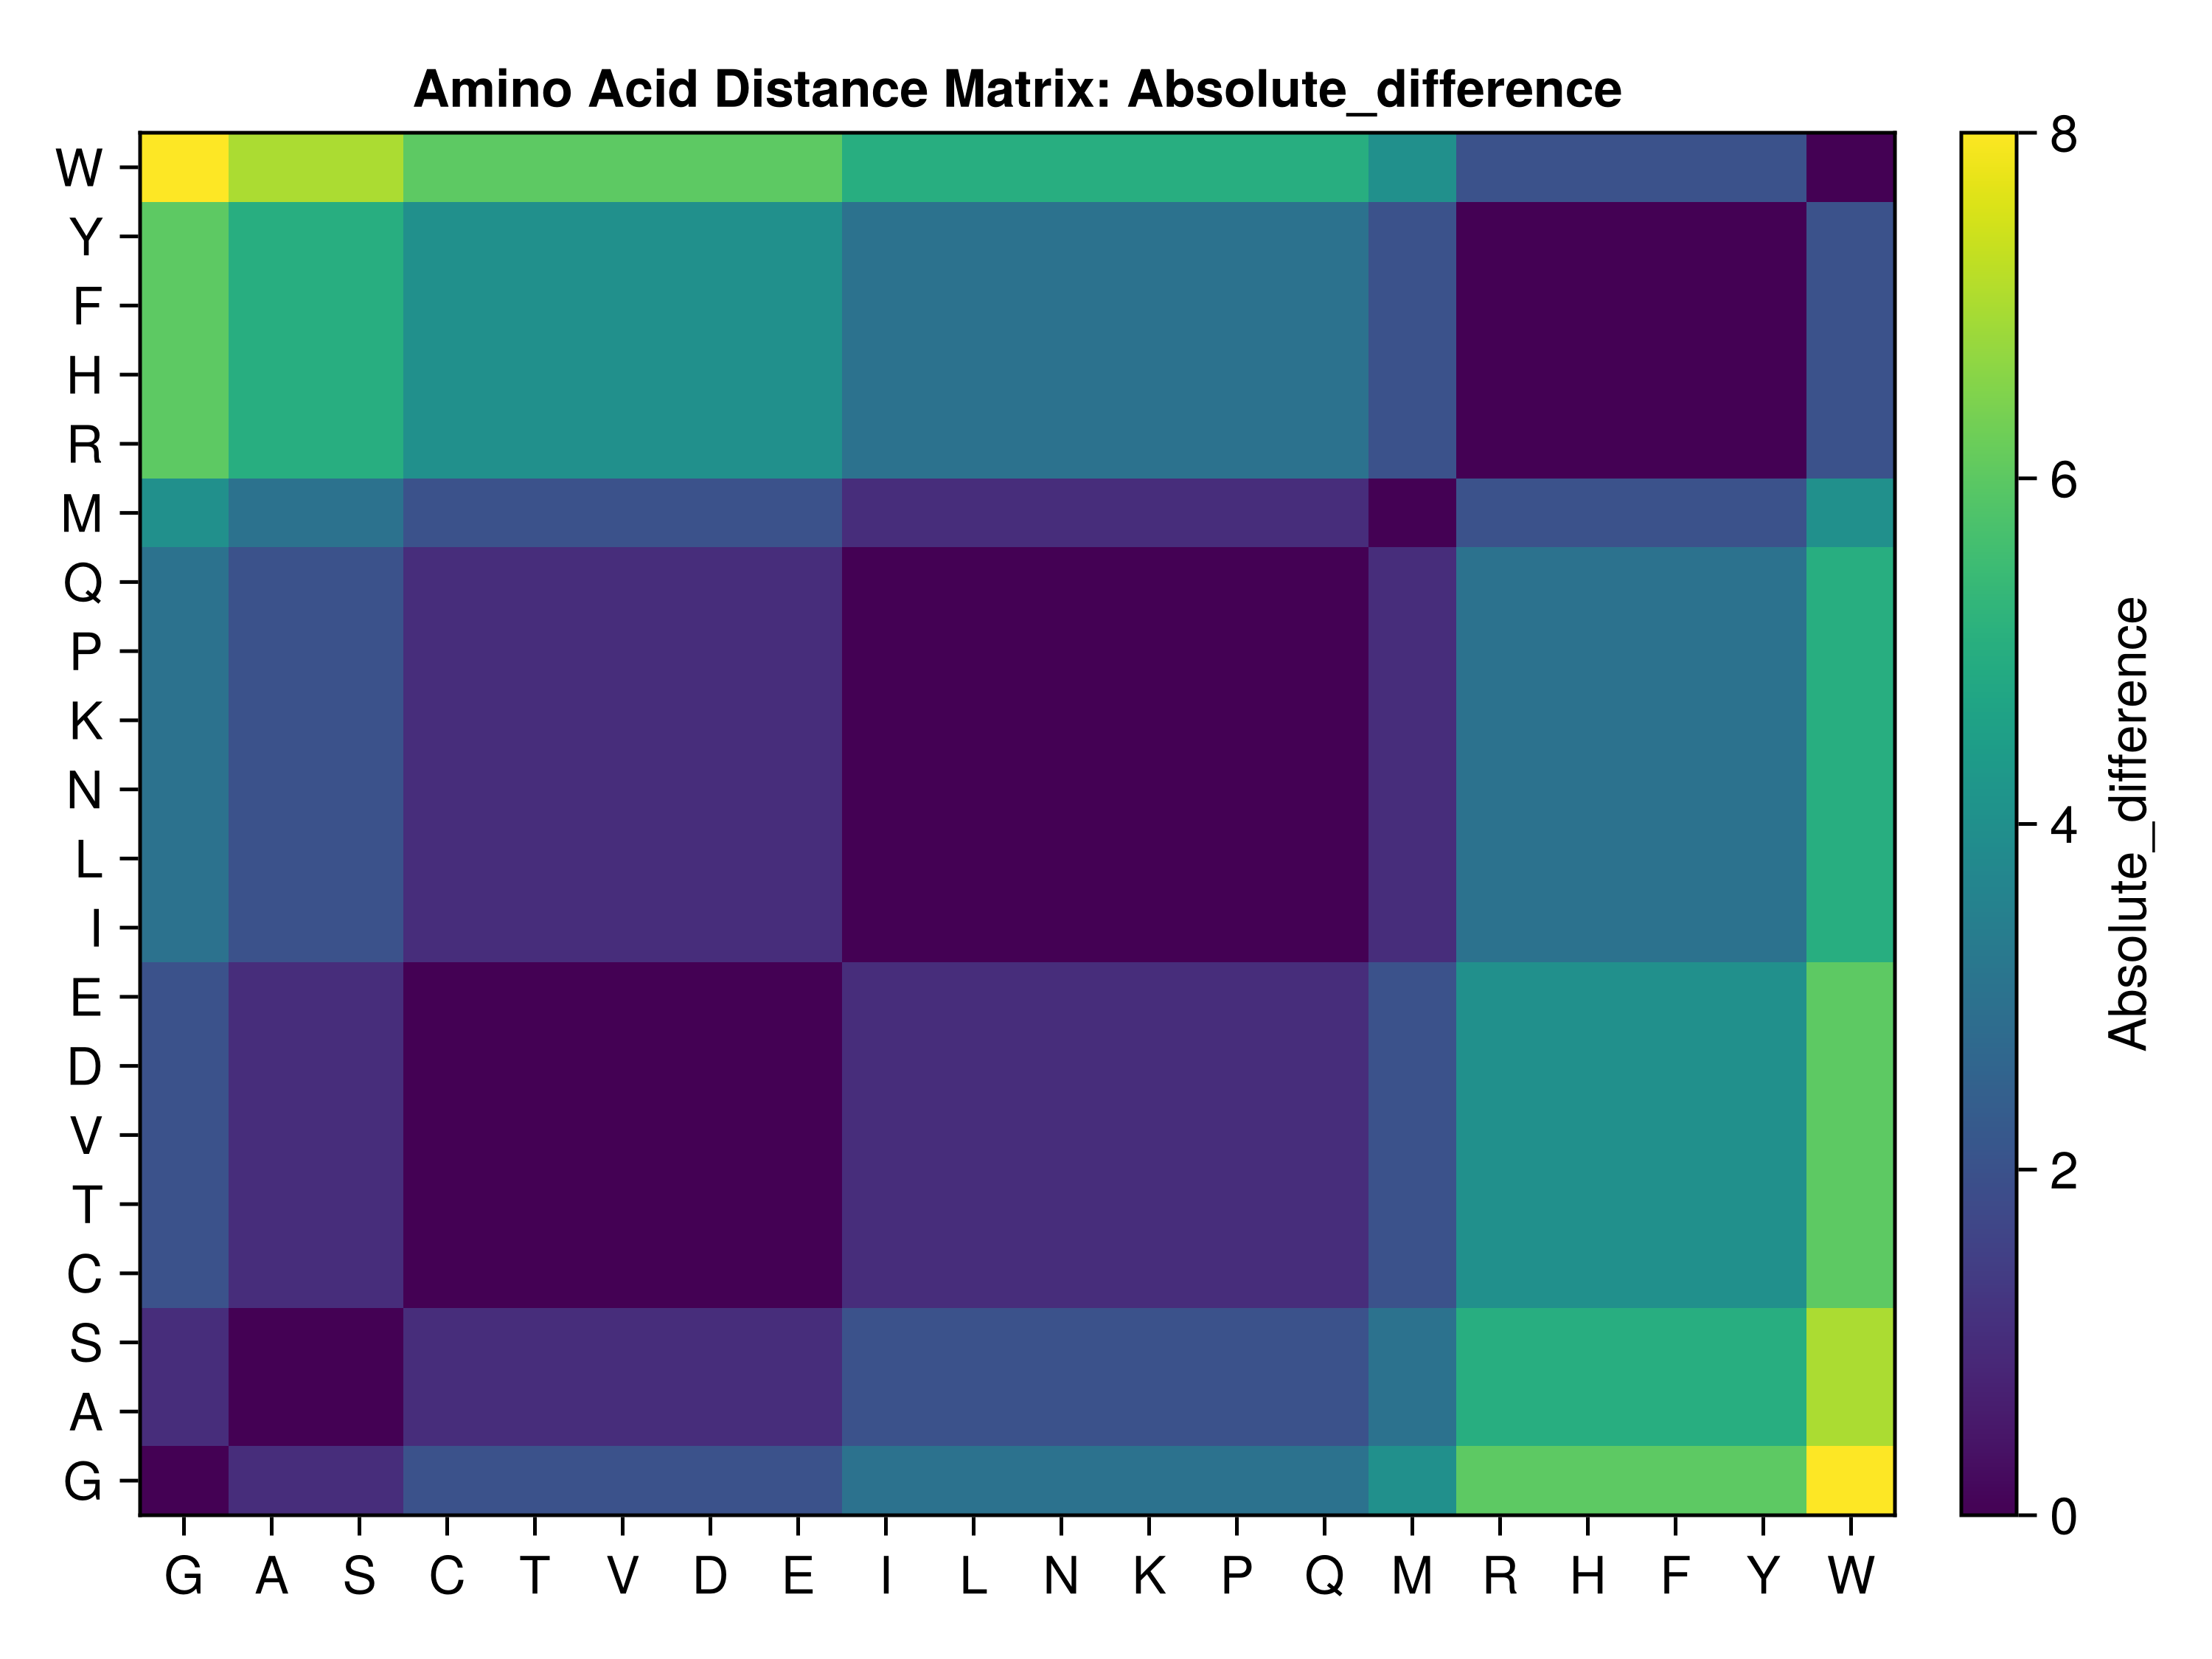 Amino Acid Distance Matrix: Absolute_difference
W
Y
F
H
R
M
Q
P
K
N
L
I
E
D
V
T
C
S
A
G
G A S C T V D E I L N K P Q M R H F Y W
8
6
4
2
0
Absolute_difference